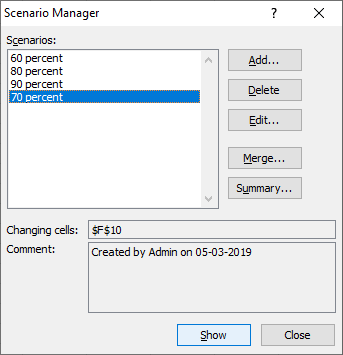 Scenario Manager ? ×
Scenarios:
60 percent
80 percent
90 percent
70 percent
Add...
Delete
Edit...
Merge...
Summary...
Changing cells: $F$10
Comment: Created by Admin on 05-03-2019
Show Close